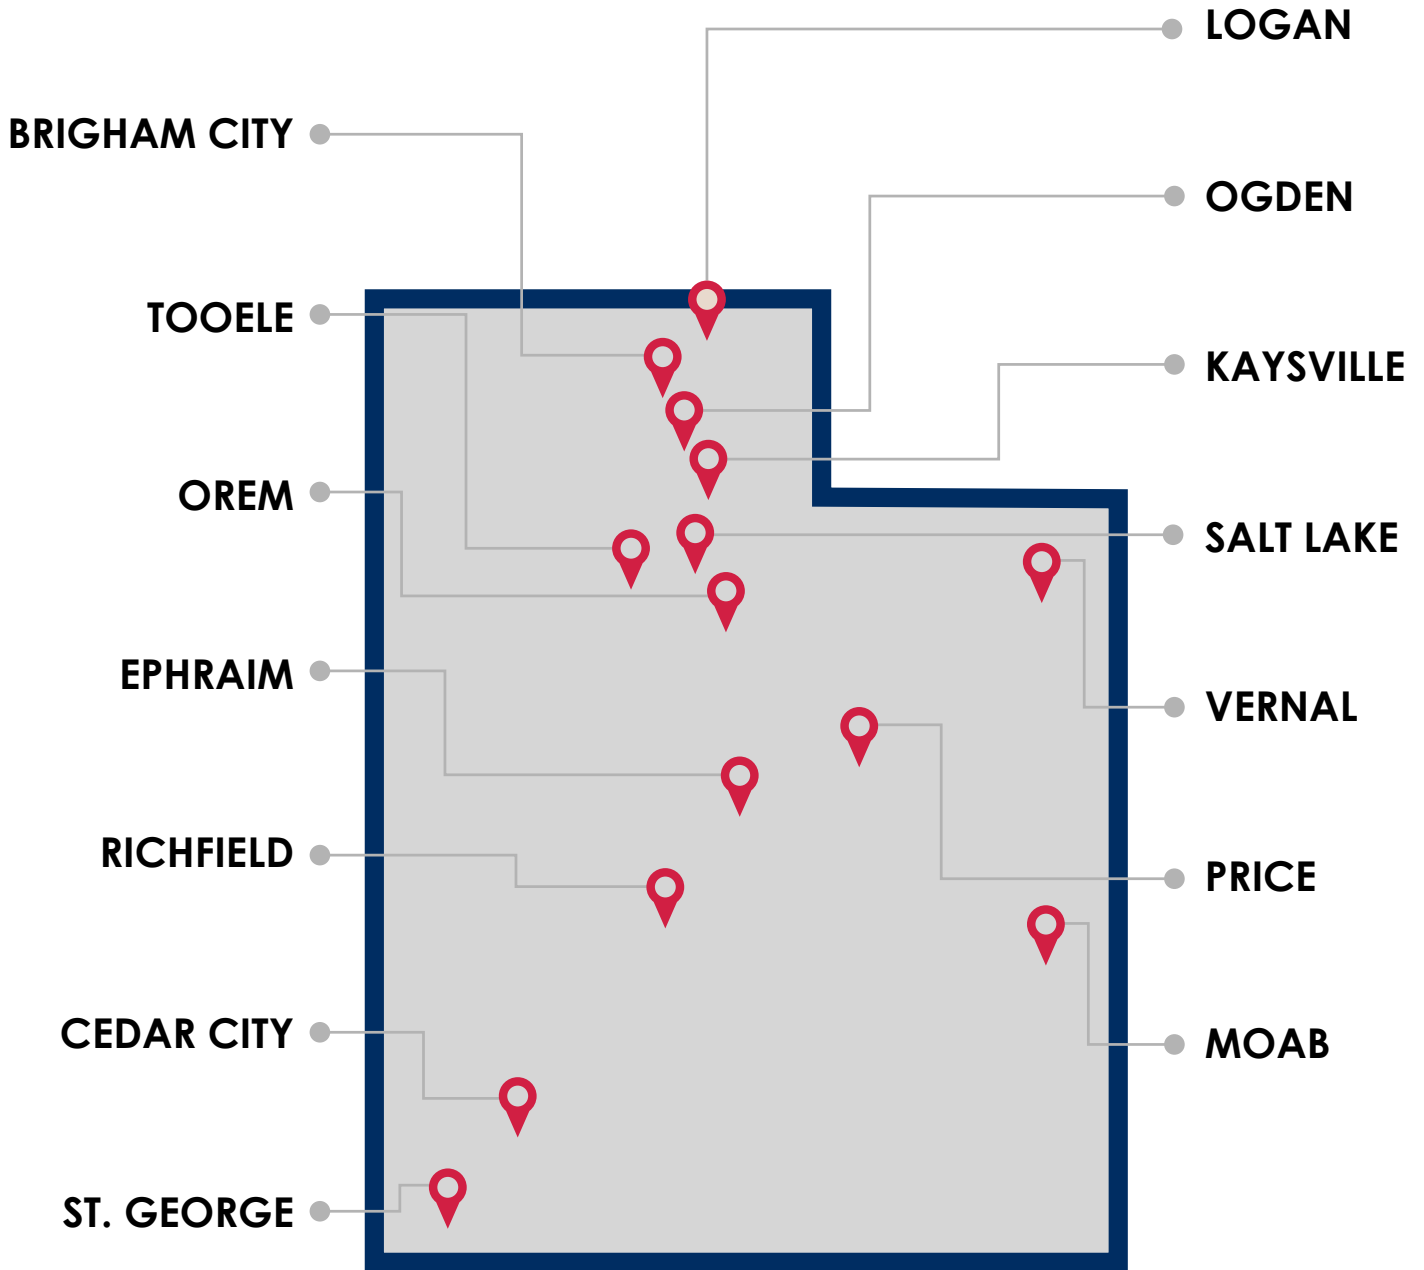 LOGAN
BRIGHAM CITY
OGDEN
TOOELE
KAYSVILLE
OREM
SALT LAKE
EPHRAIM
VERNAL
RICHFIELD
PRICE
CEDAR CITY
MOAB
ST. GEORGE